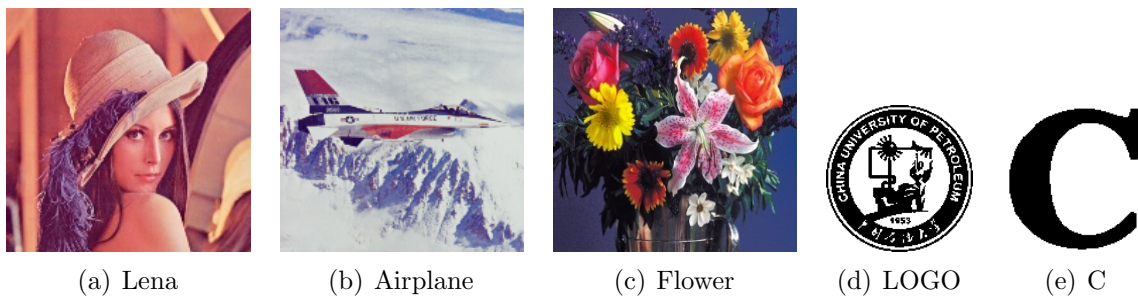 U.S. AIR FORCE
CHINA UNIVERSITY OF PETROLEUM
1953
C
(a) Lena
(b) Airplane
(c) Flower
(d) LOGO
(e) C